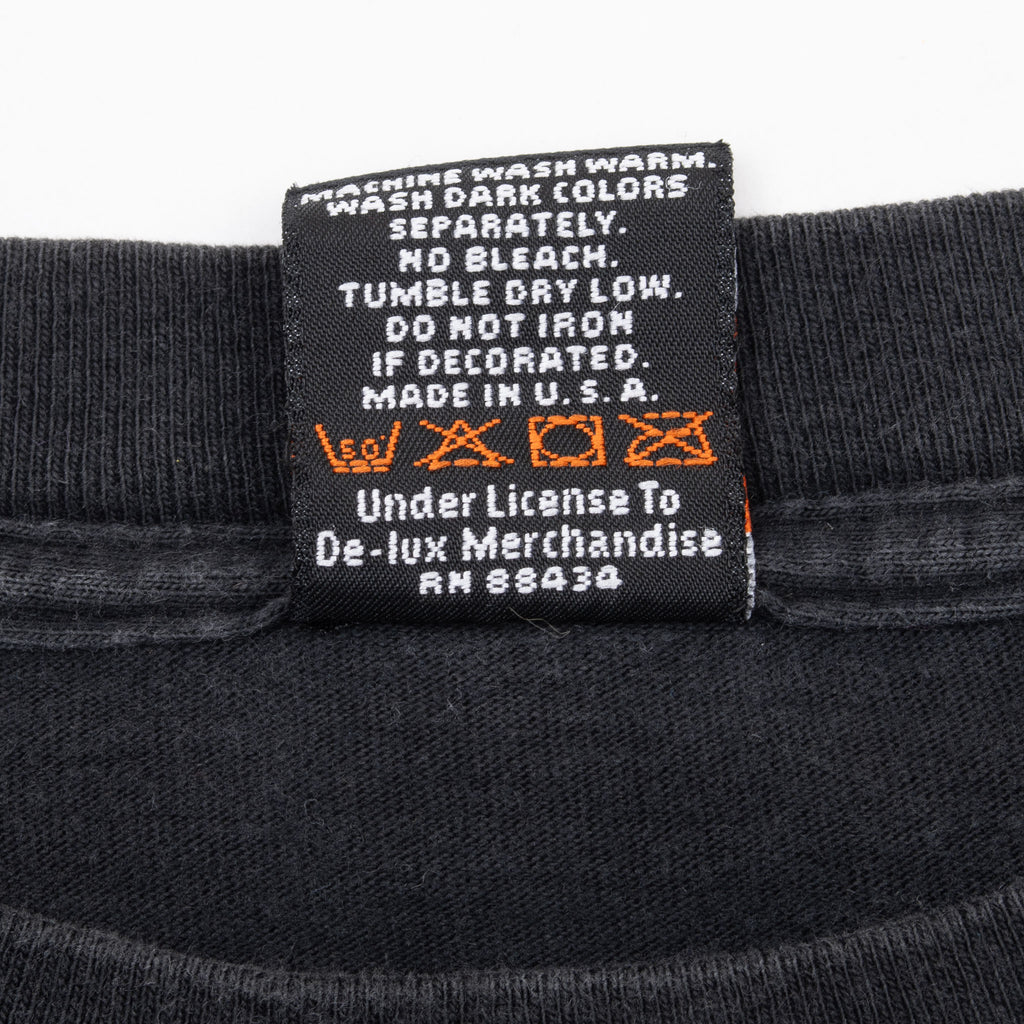 MACHINE WASH WARM.
WASH DARK COLORS
SEPARATELY.
NO BLEACH.
TUMBLE DRY LOW.
DO NOT IRON
IF DECORATED.
MADE IN U.S.A.
50°
Under License To
De-lux Merchandise
RN 88434